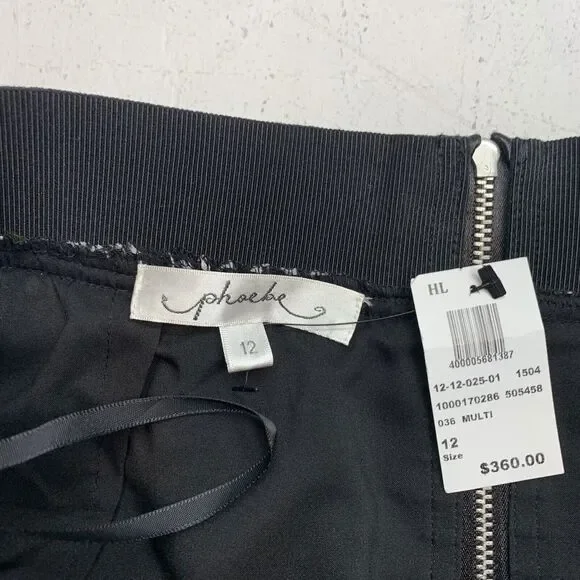 phoebe
12
HL
400005681387
12-12-025-01 1504
1000170286 505458
036 MULTI
12
Size
$360.00